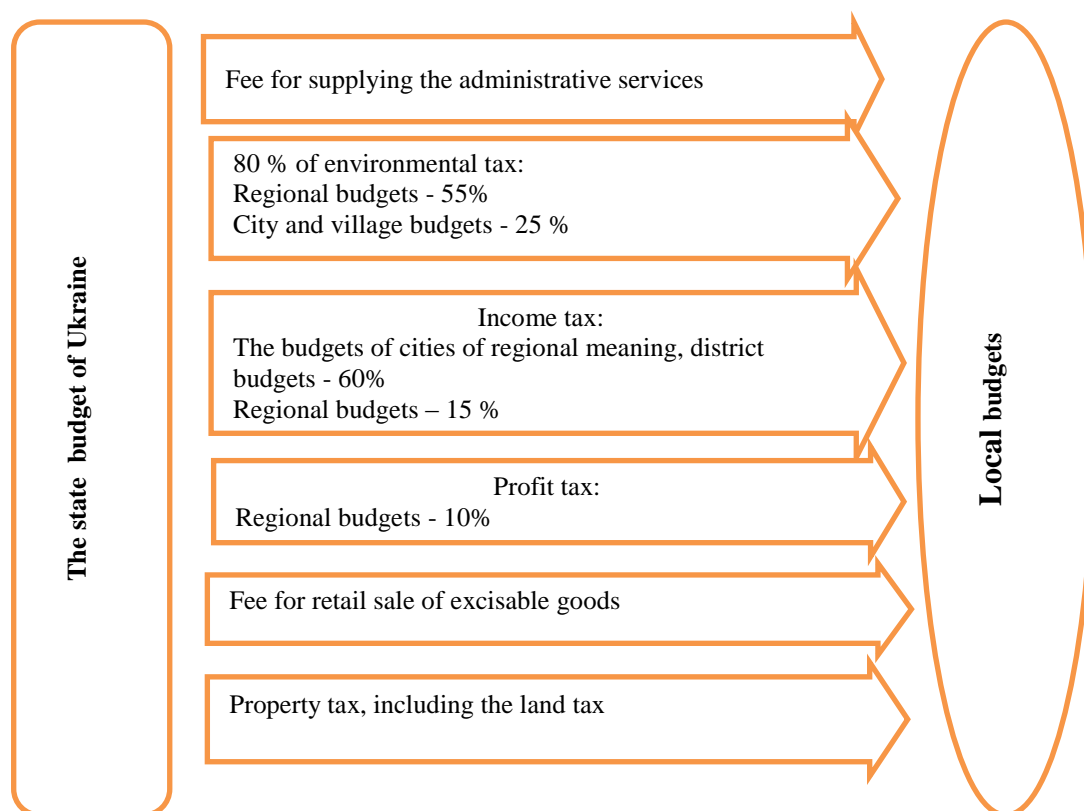 The state budget of Ukraine
Fee for supplying the administrative services
80 % of environmental tax:
Regional budgets - 55%
City and village budgets - 25 %
Income tax:
The budgets of cities of regional meaning, district
budgets - 60%
Regional budgets – 15 %
Profit tax:
Regional budgets - 10%
Fee for retail sale of excisable goods
Property tax, including the land tax
Local budgets